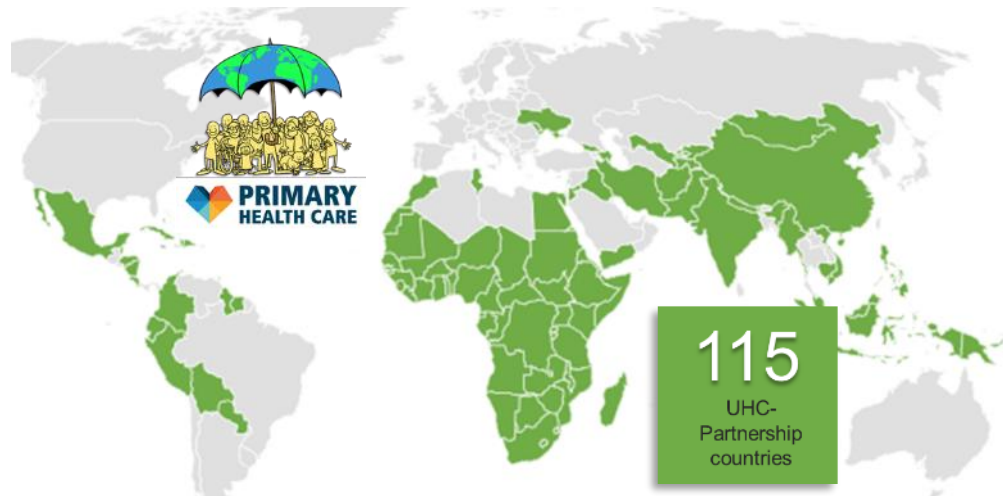 PRIMARY
HEALTH CARE
115
UHC-
Partnership
countries